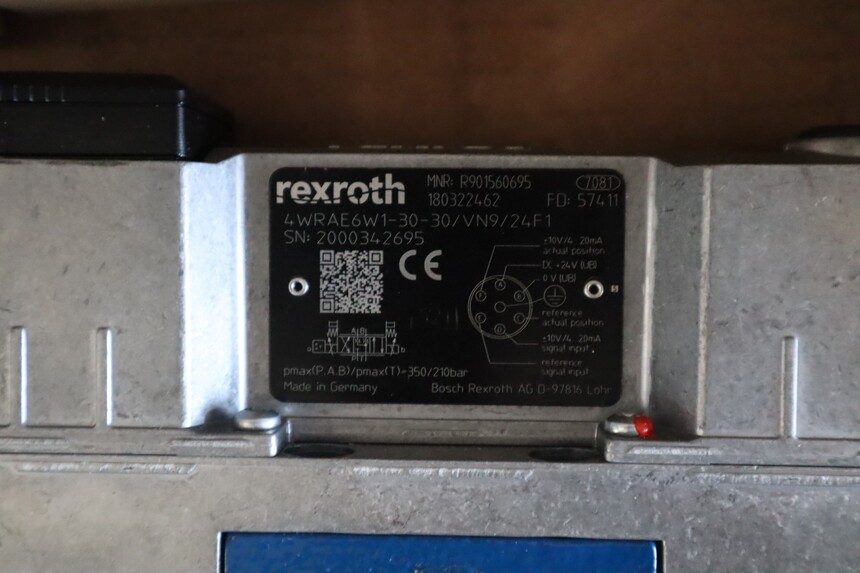 rexroth
MNR: R901560695 7081
180322462 FD: 57411
4WRAE6W1-30-30/VN9/24F1
SN: 2000342695
CE
±10V/4...20mA
actual position
DC +24V (UB)
0 V (UB)
reference
actual position
±10V/4...20mA
signal input
reference
signal input
pmax(P,A,B)/pmax(T)=350/210bar
Made in Germany Bosch Rexroth AG D-97816 Lohr